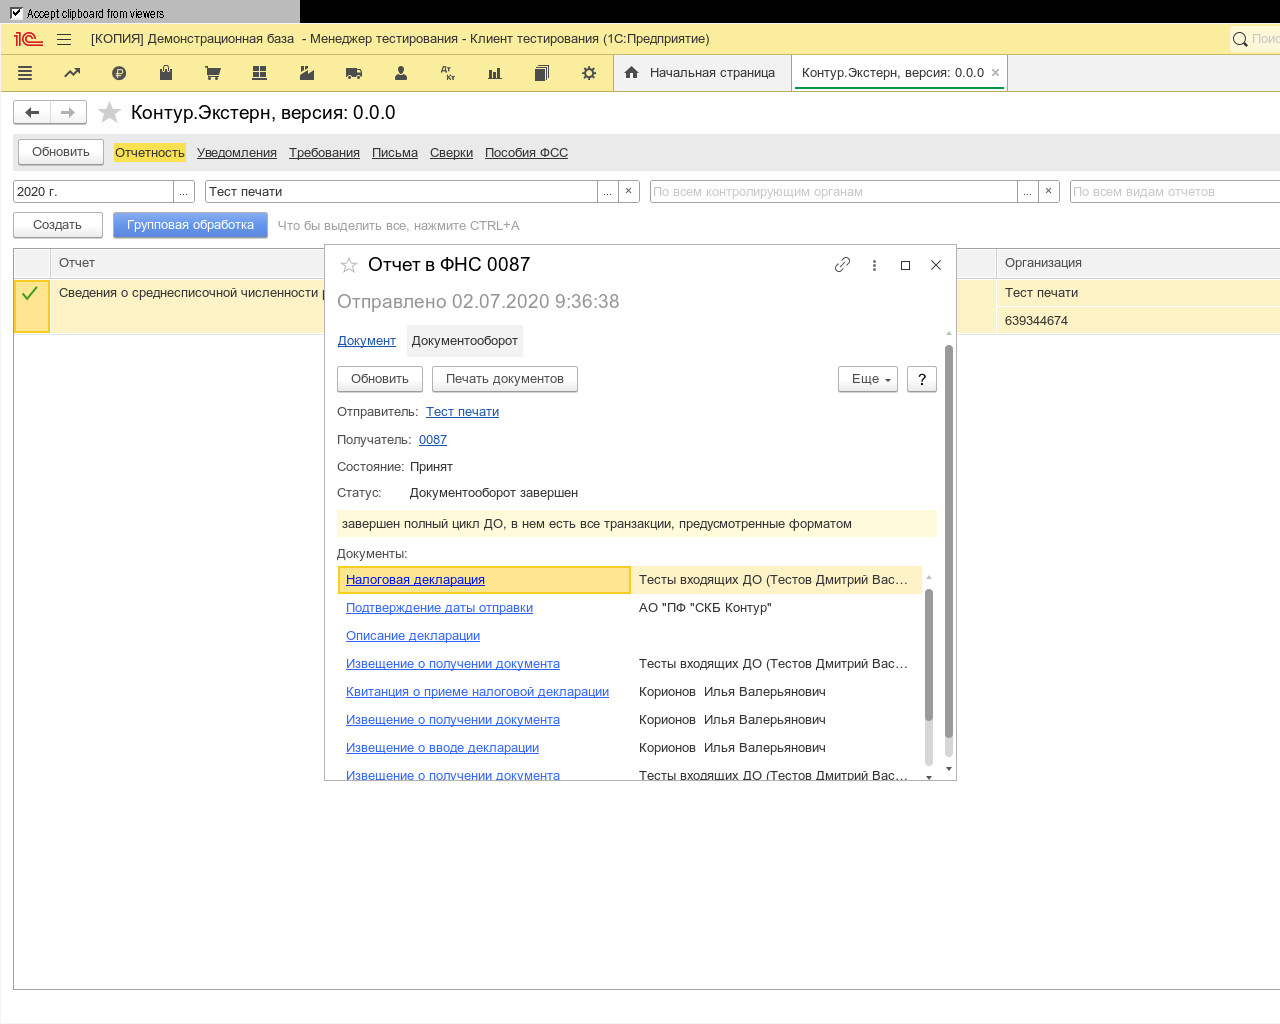 Accept clipboard from viewers
[КОПИЯ] Демонстрационная база - Менеджер тестирования - Клиент тестирования (1С:Предприятие)
Начальная страница
Контур.Экстерн, версия: 0.0.0
Контур.Экстерн, версия: 0.0.0
Обновить Отчетность Уведомления Требования Письма Сверки Пособия ФСС
2020 г. ... Тест печати ... × По всем контролирующим органам ... × По всем видам отчетов
Создать Групповая обработка Что бы выделить все, нажмите CTRL+A
Отчет Организация
Сведения о среднесписочной численности Тест печати
639344674
Отчет в ФНС 0087
Отправлено 02.07.2020 9:36:38
Документ Документооборот
Обновить Печать документов Еще ?
Отправитель: Тест печати
Получатель: 0087
Состояние: Принят
Статус: Документооборот завершен
завершен полный цикл ДО, в нем есть все транзакции, предусмотренные форматом
Документы:
Налоговая декларация Тесты входящих ДО (Тестов Дмитрий Вас...
Подтверждение даты отправки АО "ПФ "СКБ Контур"
Описание декларации
Извещение о получении документа Тесты входящих ДО (Тестов Дмитрий Вас...
Квитанция о приеме налоговой декларации Корионов Илья Валерьянович
Извещение о получении документа Корионов Илья Валерьянович
Извещение о вводе декларации Корионов Илья Валерьянович
Извещение о получении документа Тесты входящих ДО (Тестов Дмитрий Вас...